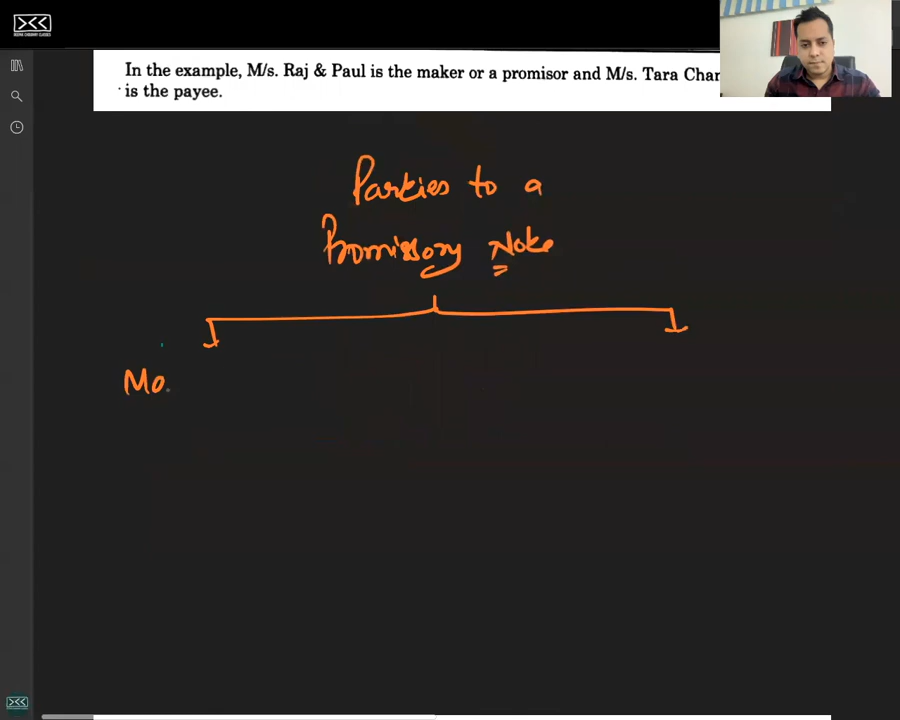 In the example, M/s. Raj & Paul is the maker or a promisor and M/s. Tara Char
is the payee.
Parties to a
Promissory Note
Ma